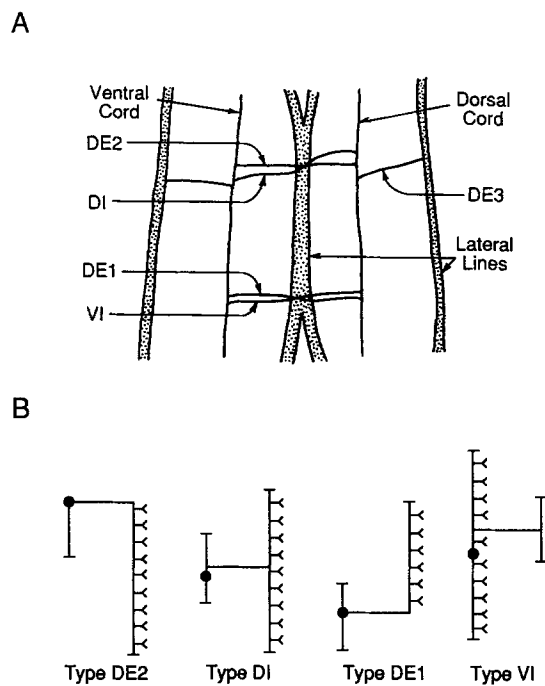 A
Ventral
Cord
Dorsal
Cord
DE2
DI
DE3
Lateral
Lines
DE1
VI
B
Type DE2
Type DI
Type DE1
Type VI